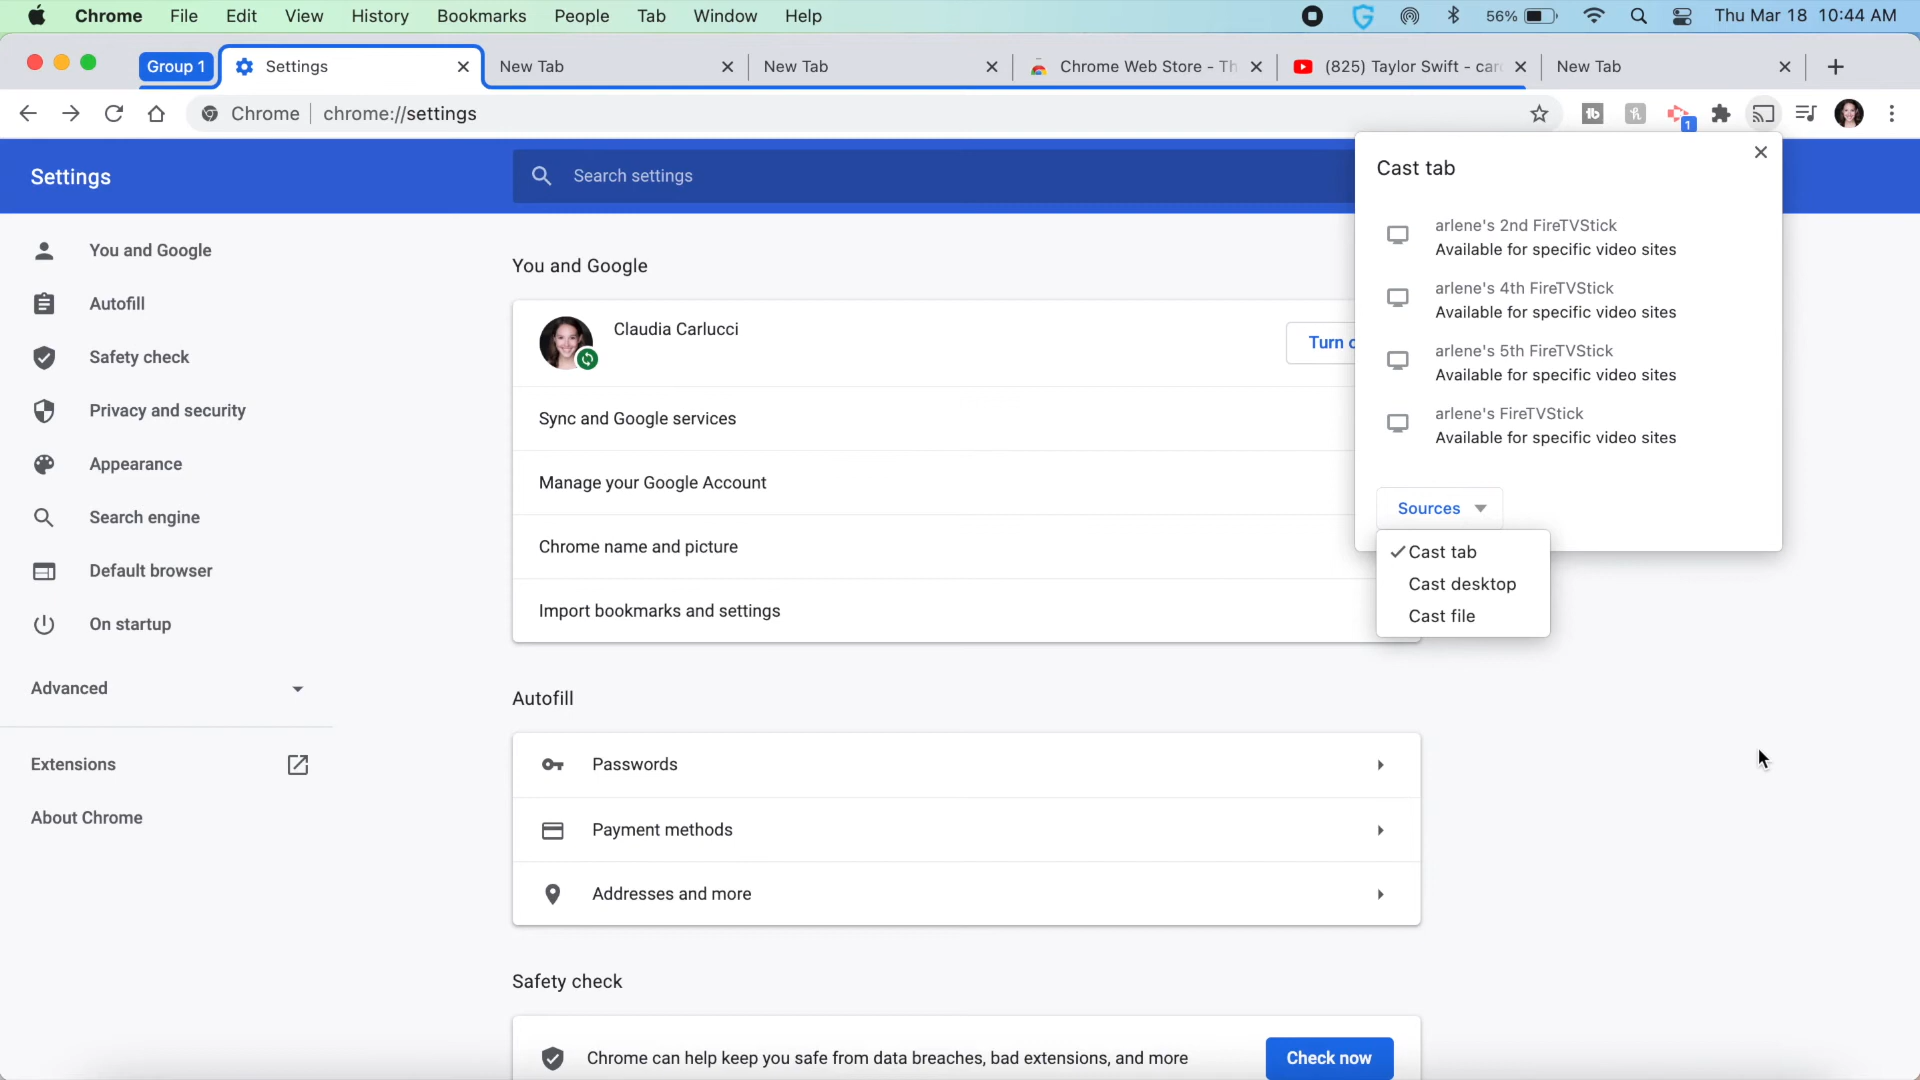 Chrome File Edit View History Bookmarks People Tab Window Help 56% Thu Mar 18 10:44 AM
Group 1 Settings New Tab New Tab Chrome Web Store - Th (825) Taylor Swift - car New Tab
Chrome chrome://settings 1
Settings
Search settings
You and Google
Autofill
Safety check
Privacy and security
Appearance
Search engine
Default browser
On startup
Advanced
Extensions
About Chrome
You and Google
Claudia Carlucci
Turn o
Sync and Google services
Manage your Google Account
Chrome name and picture
Import bookmarks and settings
Autofill
Passwords
Payment methods
Addresses and more
Safety check
Chrome can help keep you safe from data breaches, bad extensions, and more
Check now
Cast tab
arlene's 2nd FireTVStick
Available for specific video sites
arlene's 4th FireTVStick
Available for specific video sites
arlene's 5th FireTVStick
Available for specific video sites
arlene's FireTVStick
Available for specific video sites
Sources
Cast tab
Cast desktop
Cast file